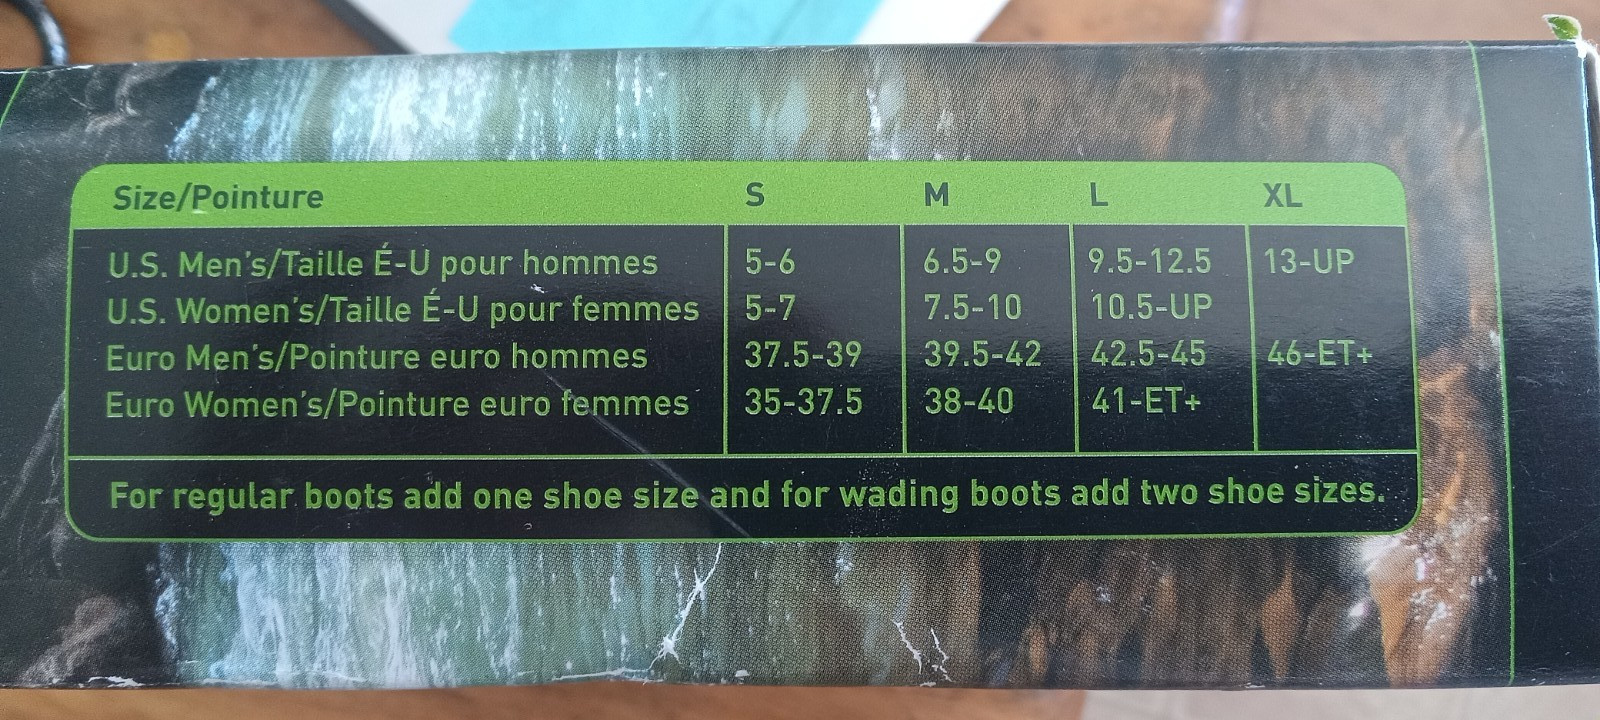 Size/Pointure S M L XL
U.S. Men's/Taille É-U pour hommes 5-6 6.5-9 9.5-12.5 13-UP
U.S. Women's/Taille É-U pour femmes 5-7 7.5-10 10.5-UP
Euro Men's/Pointure euro hommes 37.5-39 39.5-42 42.5-45 46-ET+
Euro Women's/Pointure euro femmes 35-37.5 38-40 41-ET+
For regular boots add one shoe size and for wading boots add two shoe sizes.